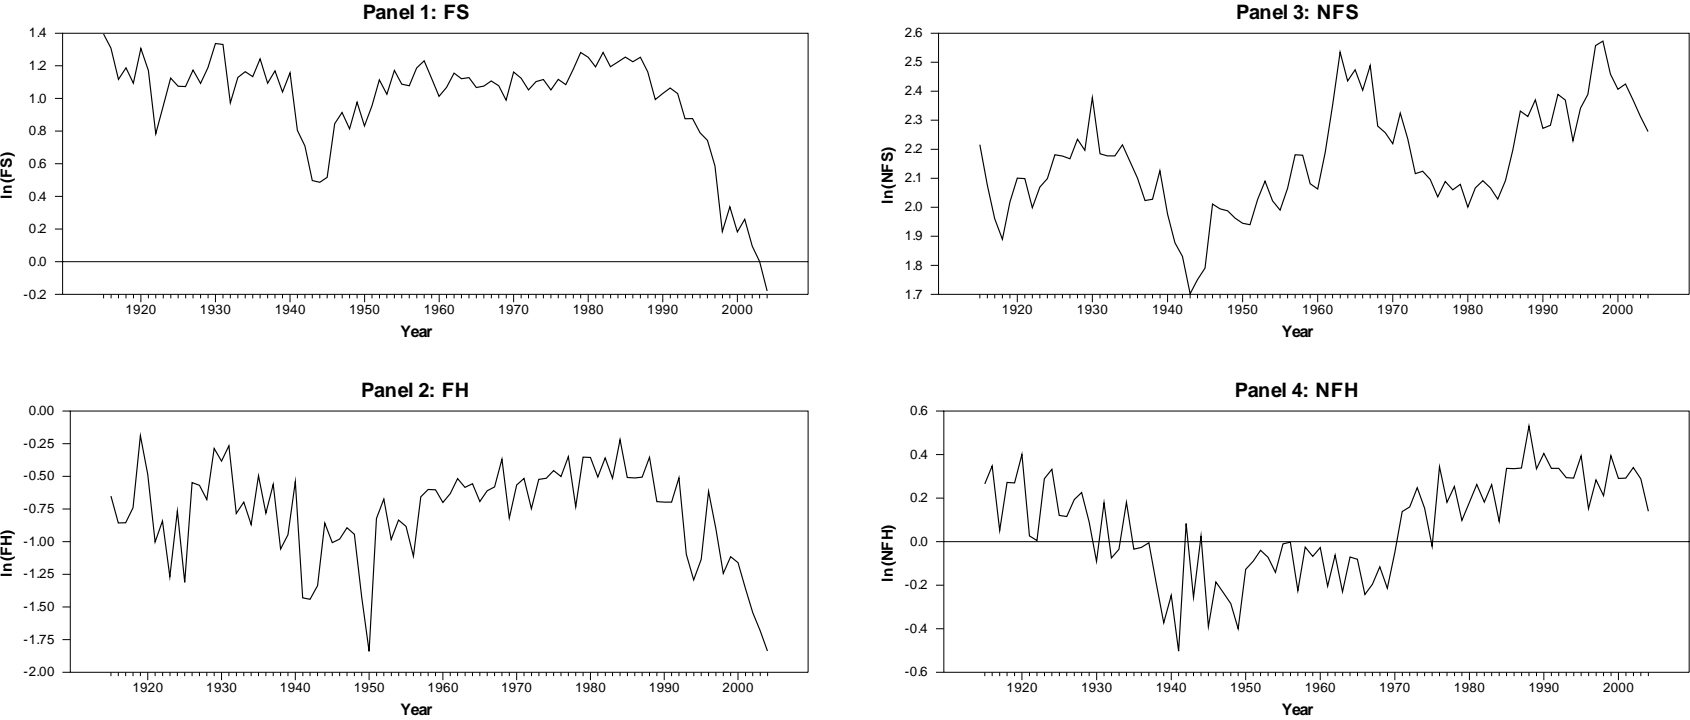 Panel 1: FS
1.4
1.2
1.0
0.8
0.6
0.4
0.2
0.0
-0.2
ln(FS)
1920 1930 1940 1950 1960 1970 1980 1990 2000
Year
Panel 3: NFS
2.6
2.5
2.4
2.3
2.2
2.1
2.0
1.9
1.8
1.7
ln(NFS)
1920 1930 1940 1950 1960 1970 1980 1990 2000
Year
Panel 2: FH
0.00
-0.25
-0.50
-0.75
-1.00
-1.25
-1.50
-1.75
-2.00
ln(FH)
1920 1930 1940 1950 1960 1970 1980 1990 2000
Year
Panel 4: NFH
0.6
0.4
0.2
0.0
-0.2
-0.4
-0.6
ln(NFH)
1920 1930 1940 1950 1960 1970 1980 1990 2000
Year